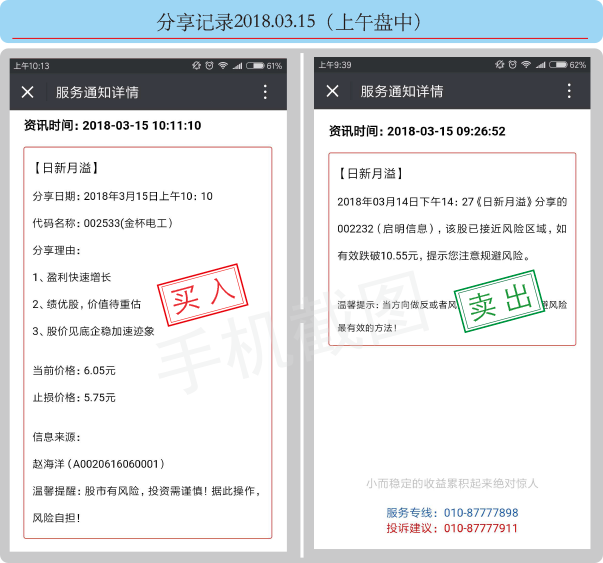 分享记录2018.03.15（上午盘中）
上午10:13
61%
服务通知详情
资讯时间: 2018-03-15 10:11:10
【日新月溢】
分享日期: 2018年3月15日上午10: 10
代码名称: 002533(金杯电工)
分享理由:
1、盈利快速增长
2、绩优股，价值待重估
3、股价见底企稳加速迹象
买入
当前价格: 6.05元
止损价格: 5.75元
信息来源:
赵海洋（A0020616060001）
温馨提醒: 股市有风险，投资需谨慎！据此操作，
风险自担！
上午9:39
62%
服务通知详情
资讯时间: 2018-03-15 09:26:52
【日新月溢】
2018年03月14日下午14: 27《日新月溢》分享的
002232（启明信息），该股已接近风险区域，如
有效跌破10.55元，提示您注意规避风险。
温馨提示: 当方向做反或者风
避风险
最有效的方法！
卖出
小而稳定的收益累积起来绝对惊人
服务专线: 010-87777898
投诉建议: 010-87777911
手机截图